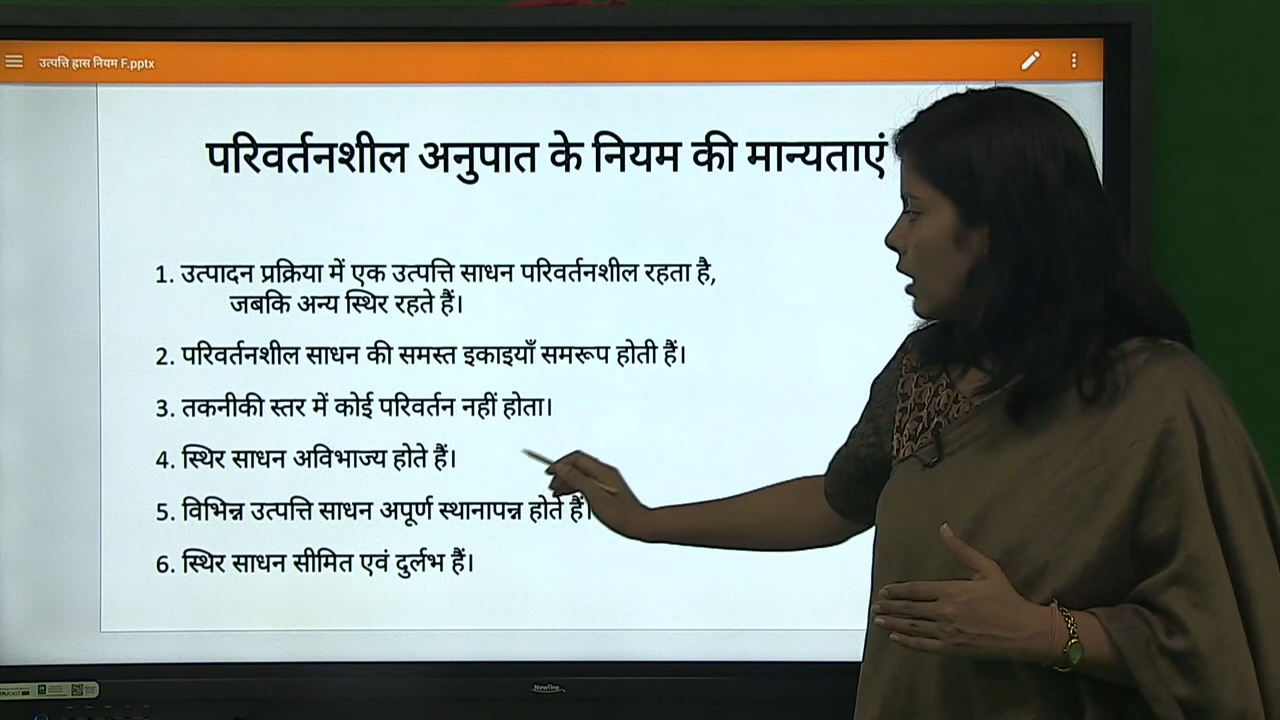 उत्पत्ति ह्रास नियम F.pptx
परिवर्तनशील अनुपात के नियम की मान्यताएं
1. उत्पादन प्रक्रिया में एक उत्पत्ति साधन परिवर्तनशील रहता है,
जबकि अन्य स्थिर रहते हैं।
2. परिवर्तनशील साधन की समस्त इकाइयाँ समरूप होती हैं।
3. तकनीकी स्तर में कोई परिवर्तन नहीं होता।
4. स्थिर साधन अविभाज्य होते हैं।
5. विभिन्न उत्पत्ति साधन अपूर्ण स्थानापन्न होते हैं।
6. स्थिर साधन सीमित एवं दुर्लभ हैं।
Newline